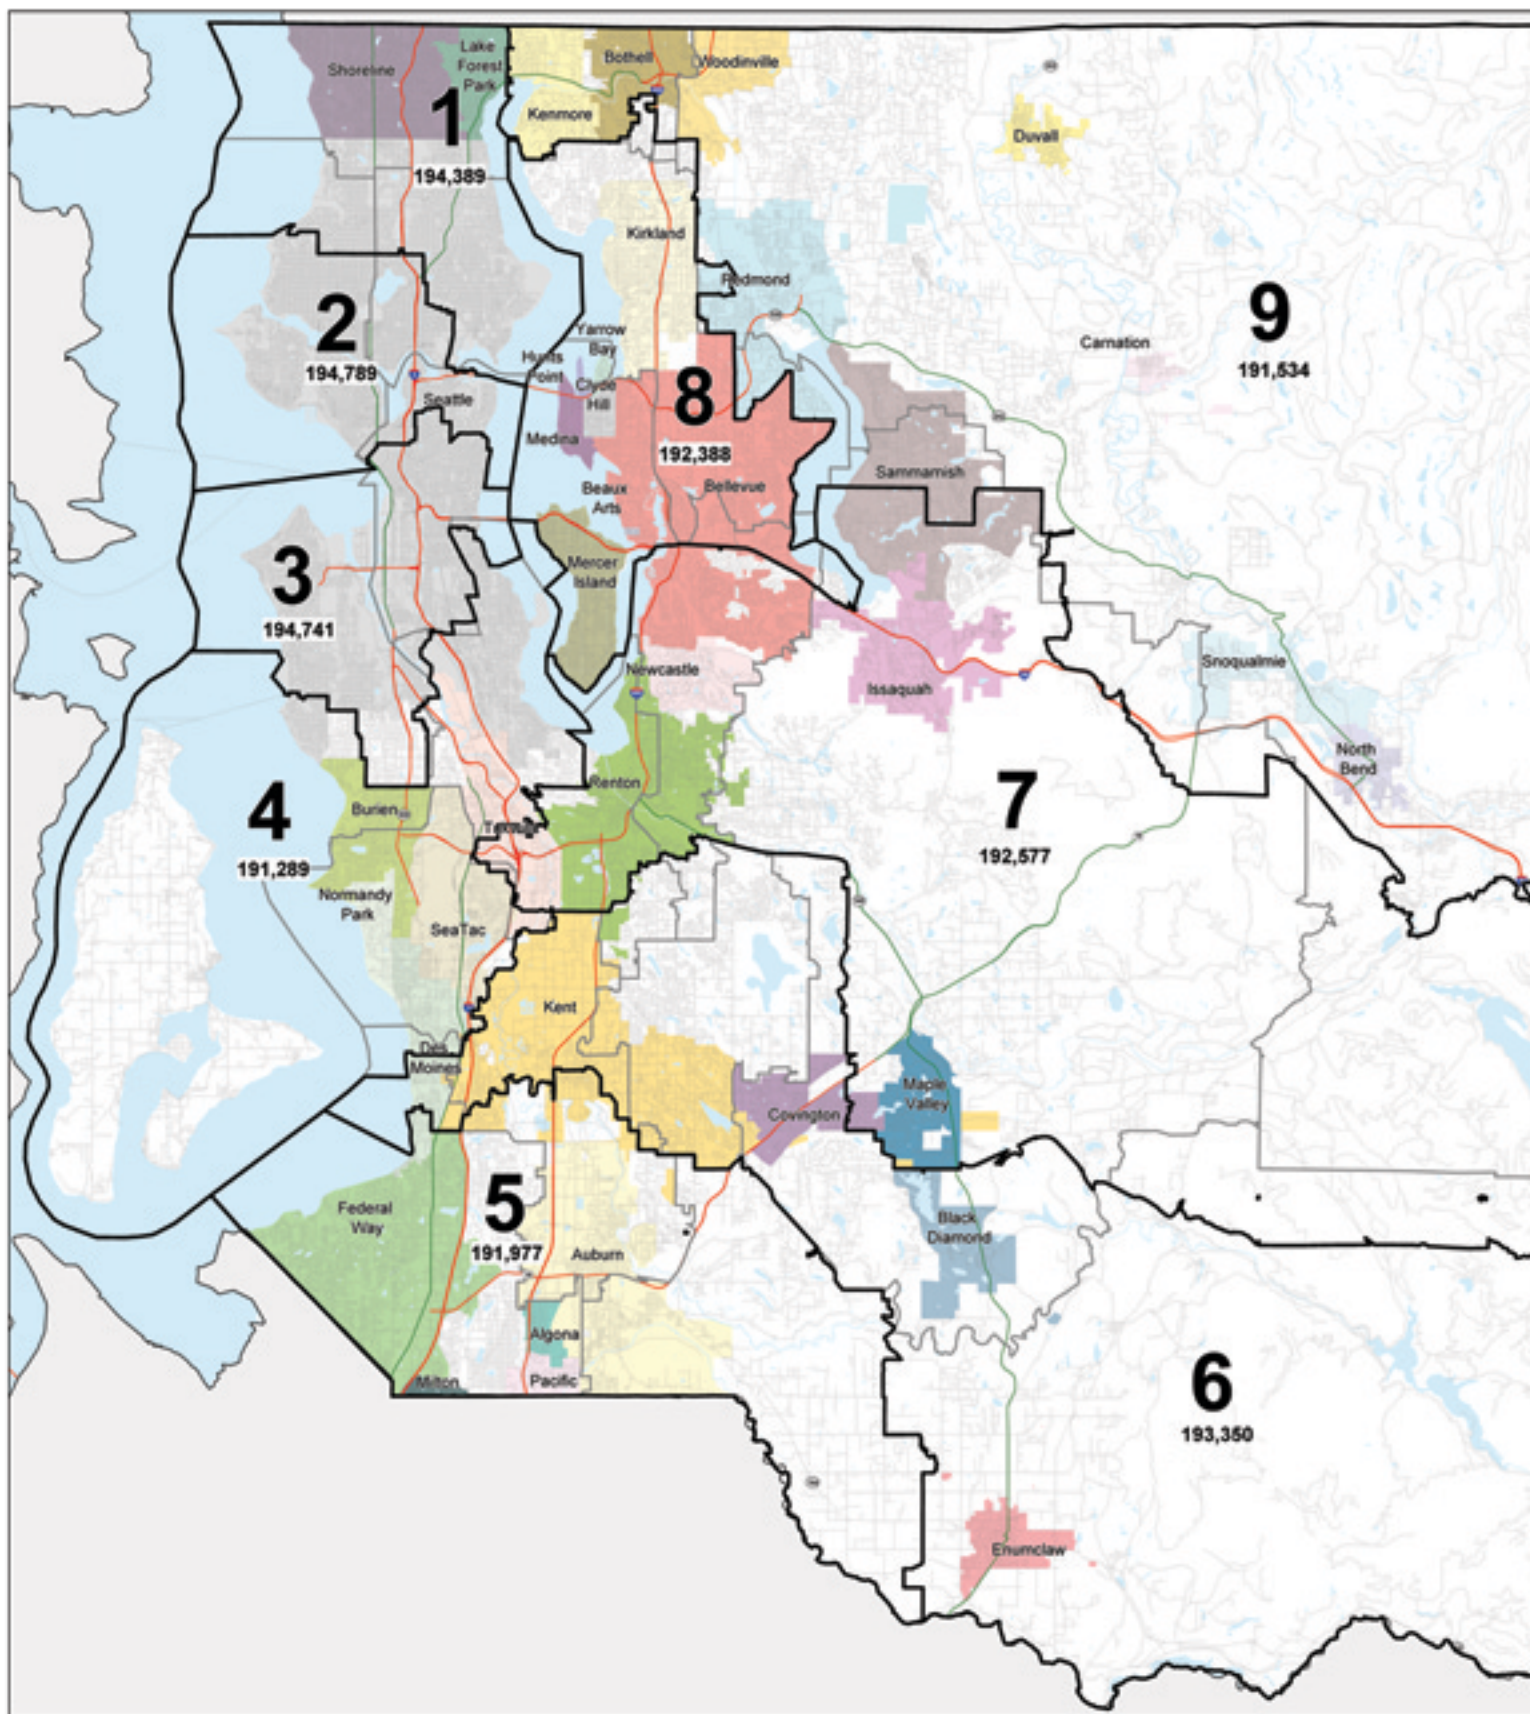 Shoreline
Lake
Forest
Park
1
194,389
Bothell
Woodinville
Kenmore
Duvall
Kirkland
Redmond
2
194,789
Seattle
Yarrow
Bay
Hunts
Point
Clyde
Hill
Medina
8
192,388
Beaux
Arts
Bellevue
9
191,534
Carnation
Sammamish
3
194,741
Mercer
Island
Newcastle
Issaquah
Snoqualmie
North
Bend
4
191,289
Burien
Renton
7
192,577
Normandy
Park
SeaTac
Kent
Des
Moines
Covington
Maple
Valley
5
191,977
Federal
Way
Auburn
Black
Diamond
Algona
Pacific
Milton
6
193,350
Enumclaw